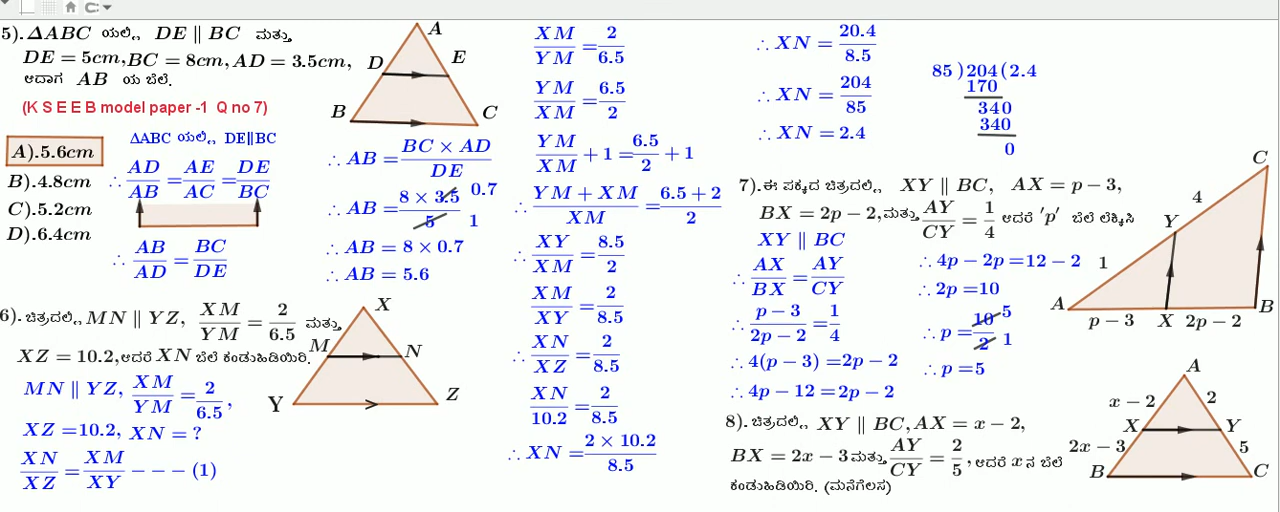 5). ΔABC ಯಲ್ಲಿ DE ∥ BC ಮತ್ತು
DE = 5cm, BC = 8cm, AD = 3.5cm,
ಆದಾಗ AB ಯ ಬೆಲೆ.
(K S E E B model paper -1 Q no 7)
A).5.6cm
B).4.8cm
C).5.2cm
D).6.4cm
ΔABC ಯಲ್ಲಿ DE∥BC
∴ AD/AB = AE/AC = DE/BC
∴ AB/AD = BC/DE
A
D E
B C
∴ AB = BC × AD / DE
∴ AB = 8 × 3.5 / 5 0.7 1
∴ AB = 8 × 0.7
∴ AB = 5.6
6). ಚಿತ್ರದಲ್ಲಿ MN ∥ YZ, XM/YM = 2/6.5 ಮತ್ತು
XZ = 10.2, ಆದರೆ XN ಬೆಲೆ ಕಂಡುಹಿಡಿಯಿರಿ.
MN ∥ YZ, XM/YM = 2/6.5,
XZ = 10.2, XN = ?
XN/XZ = XM/XY - - - (1)
X
M N
Y Z
XM/YM = 2/6.5
YM/XM = 6.5/2
YM/XM + 1 = 6.5/2 + 1
∴ YM + XM / XM = 6.5 + 2 / 2
∴ XY/XM = 8.5/2
XM/XY = 2/8.5
∴ XN/XZ = 2/8.5
XN/10.2 = 2/8.5
∴ XN = 2 × 10.2 / 8.5
∴ XN = 20.4/8.5
∴ XN = 204/85
∴ XN = 2.4
85 ) 204 ( 2.4
170
340
340
0
7). ಈ ಪಕ್ಕದ ಚಿತ್ರದಲ್ಲಿ XY ∥ BC, AX = p − 3,
BX = 2p − 2, ಮತ್ತು AY/CY = 1/4 ಆದರೆ 'p' ಬೆಲೆ ಲೆಕ್ಕಿಸಿ
XY ∥ BC
∴ AX/BX = AY/CY
∴ p − 3 / 2p − 2 = 1/4
∴ 4(p − 3) = 2p − 2
∴ 4p − 12 = 2p − 2
∴ 4p − 2p = 12 − 2
∴ 2p = 10
∴ p = 10/2 5 1
∴ p = 5
C
4
Y
1
A p − 3 X 2p − 2 B
8). ಚಿತ್ರದಲ್ಲಿ XY ∥ BC, AX = x − 2,
BX = 2x − 3 ಮತ್ತು AY/CY = 2/5, ಆದರೆ x ನ ಬೆಲೆ
ಕಂಡುಹಿಡಿಯಿರಿ. (ಮನೆಗೆಲಸ)
A
x − 2 2
X Y
2x − 3 5
B C